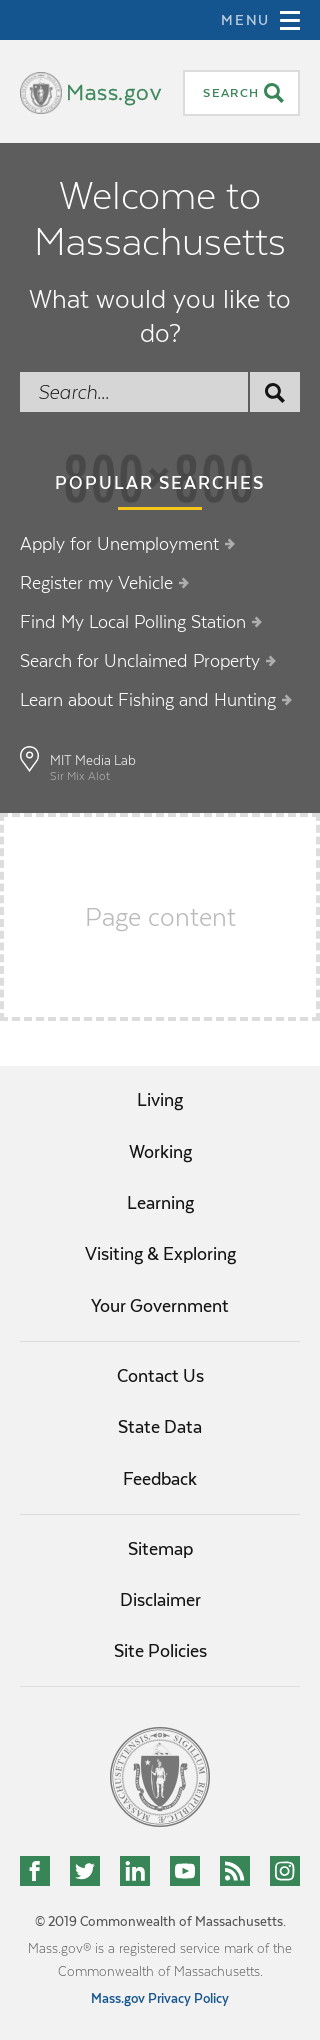 MENU
Mass.gov
SEARCH
Welcome to
Massachusetts
What would you like to
do?
Search...
800×800
POPULAR SEARCHES
Apply for Unemployment
Register my Vehicle
Find My Local Polling Station
Search for Unclaimed Property
Learn about Fishing and Hunting
MIT Media Lab
Sir Mix Alot
Page content
Living
Working
Learning
Visiting & Exploring
Your Government
Contact Us
State Data
Feedback
Sitemap
Disclaimer
Site Policies
© 2019 Commonwealth of Massachusetts.
Mass.gov® is a registered service mark of the
Commonwealth of Massachusetts.
Mass.gov Privacy Policy